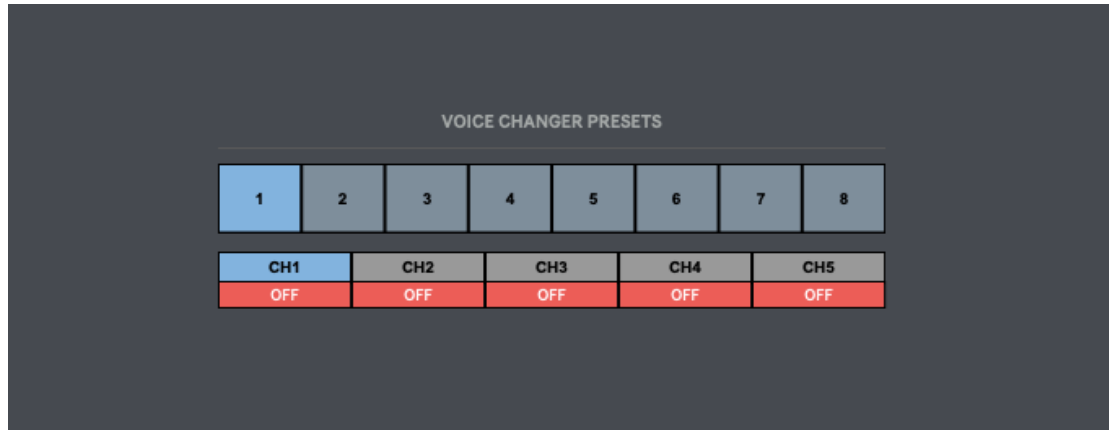 VOICE CHANGER PRESETS
1 2 3 4 5 6 7 8
CH1 CH2 CH3 CH4 CH5
OFF OFF OFF OFF OFF